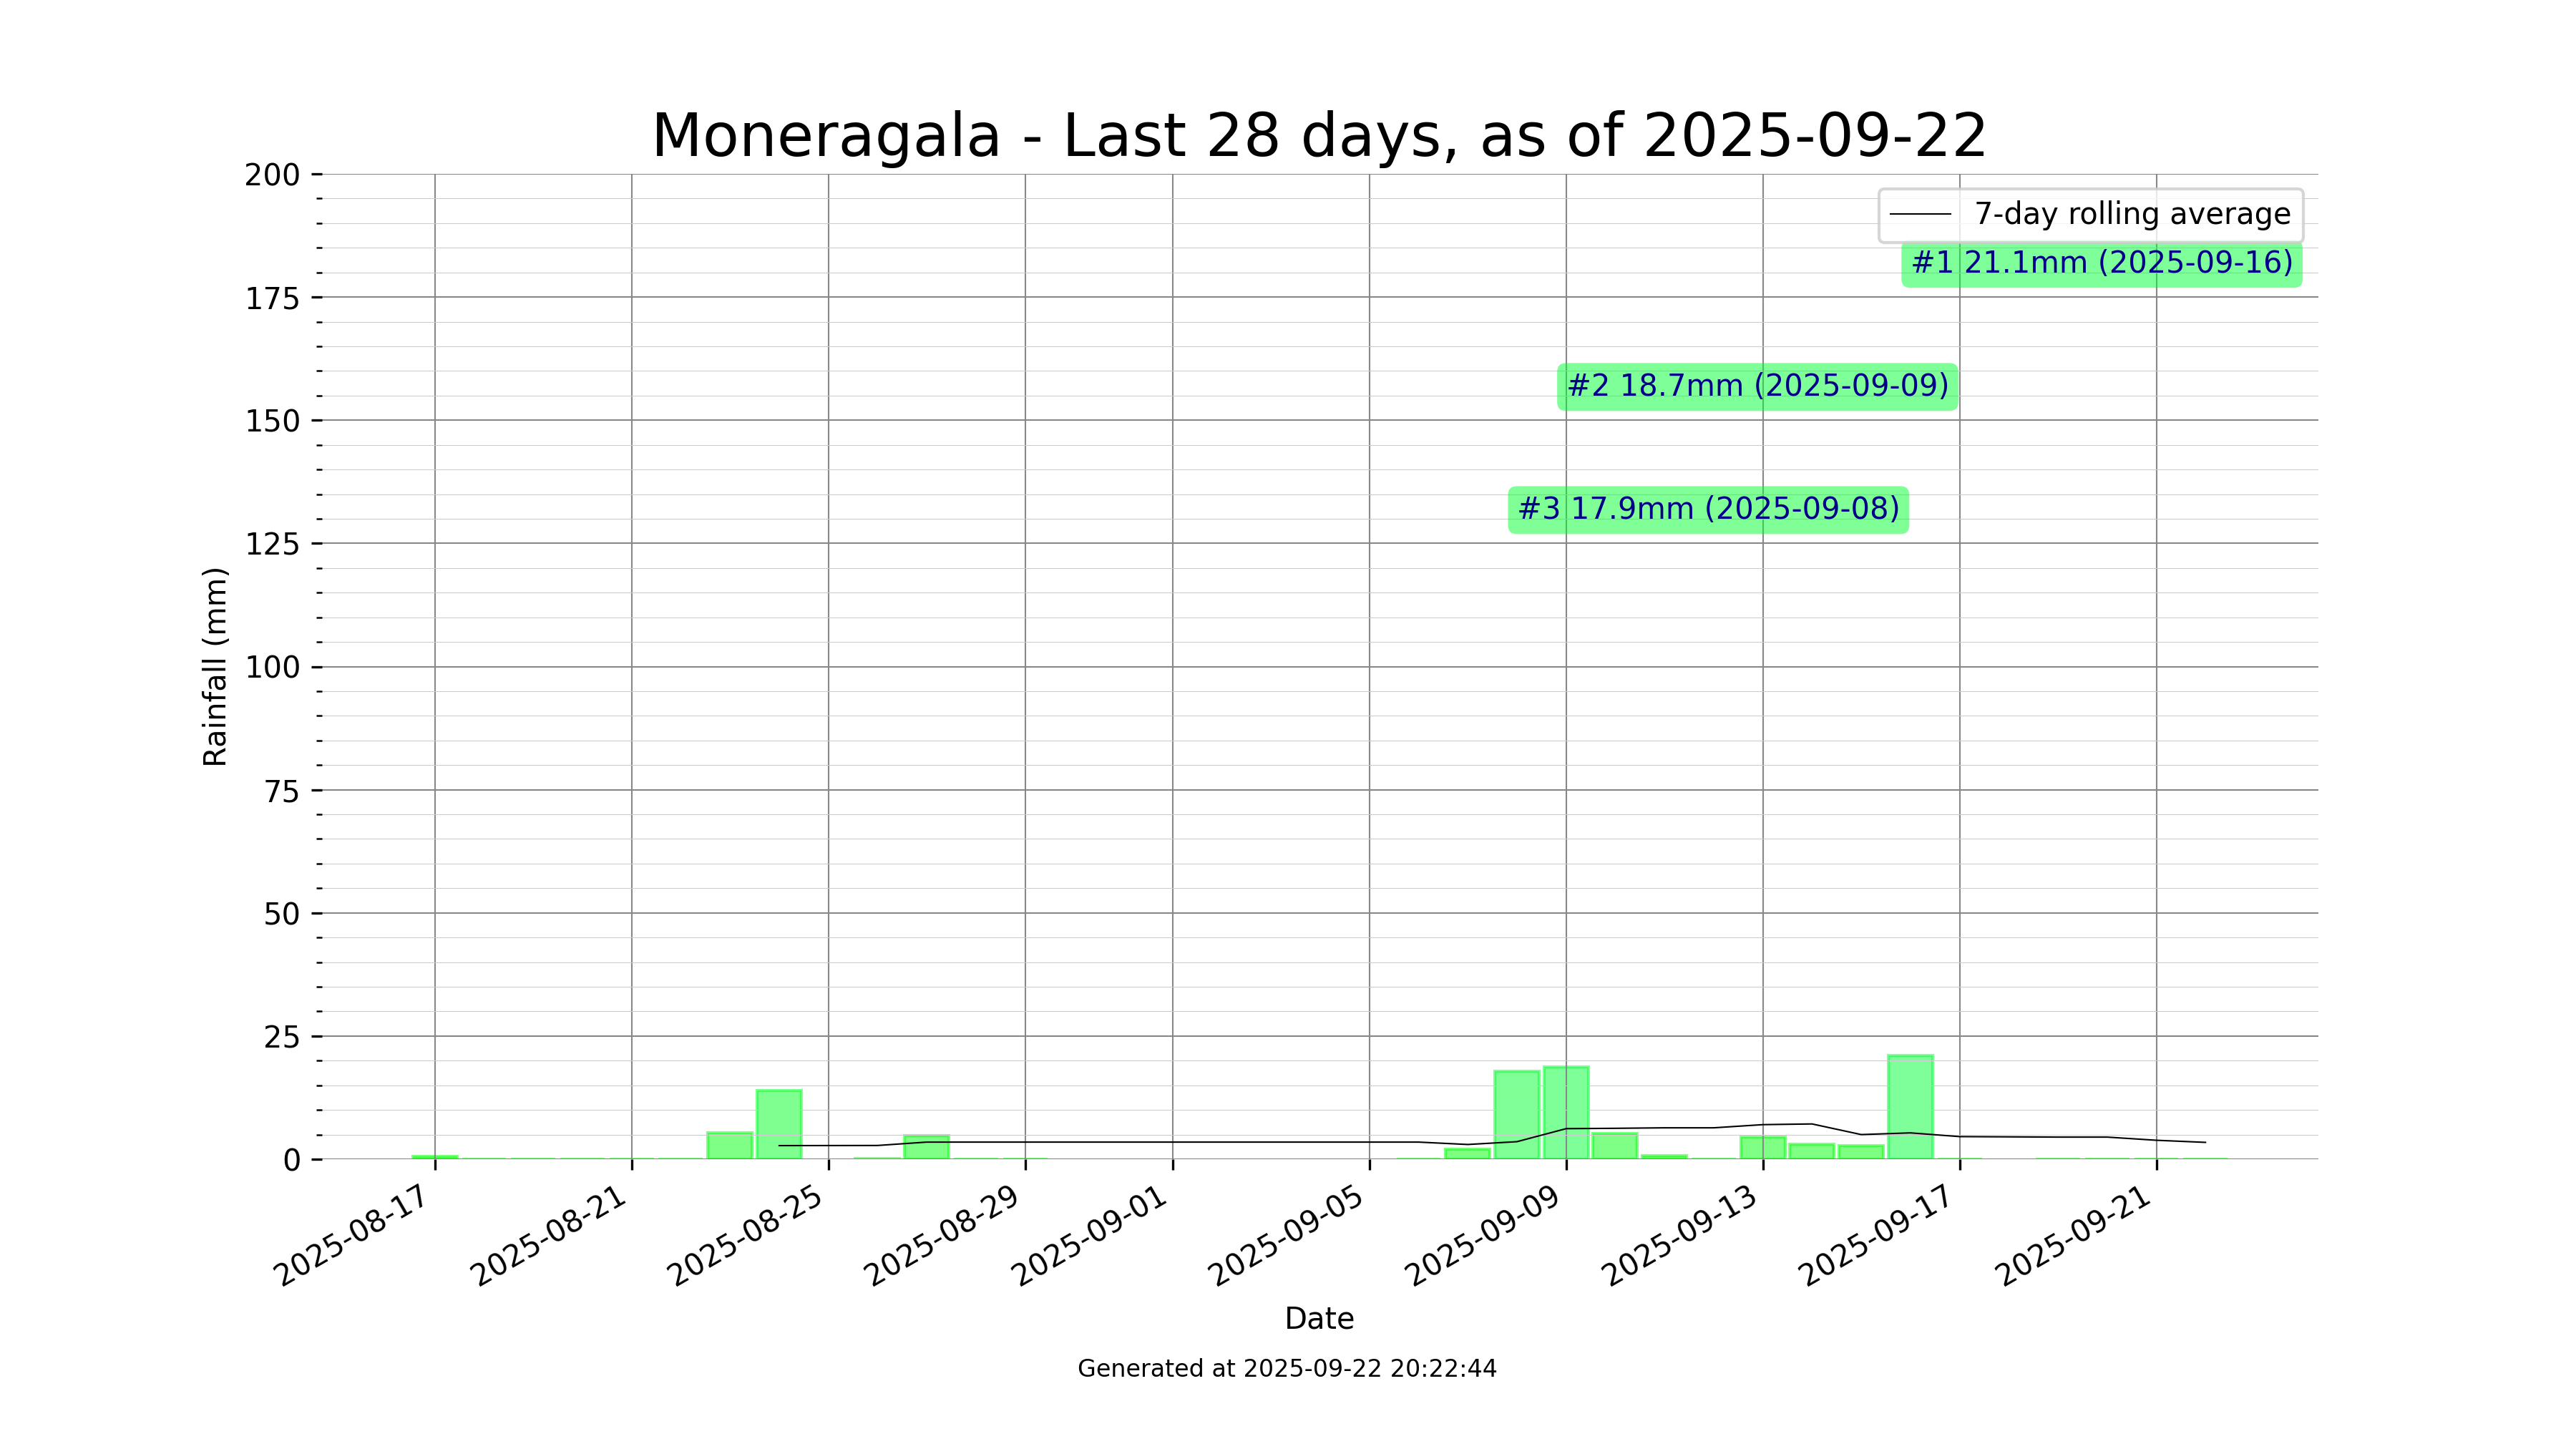 Moneragala - Last 28 days, as of 2025-09-22
7-day rolling average
#1 21.1mm (2025-09-16)
#2 18.7mm (2025-09-09)
#3 17.9mm (2025-09-08)
Rainfall (mm)
200
175
150
125
100
75
50
25
0
2025-08-17
2025-08-21
2025-08-25
2025-08-29
2025-09-01
2025-09-05
2025-09-09
2025-09-13
2025-09-17
2025-09-21
Date
Generated at 2025-09-22 20:22:44